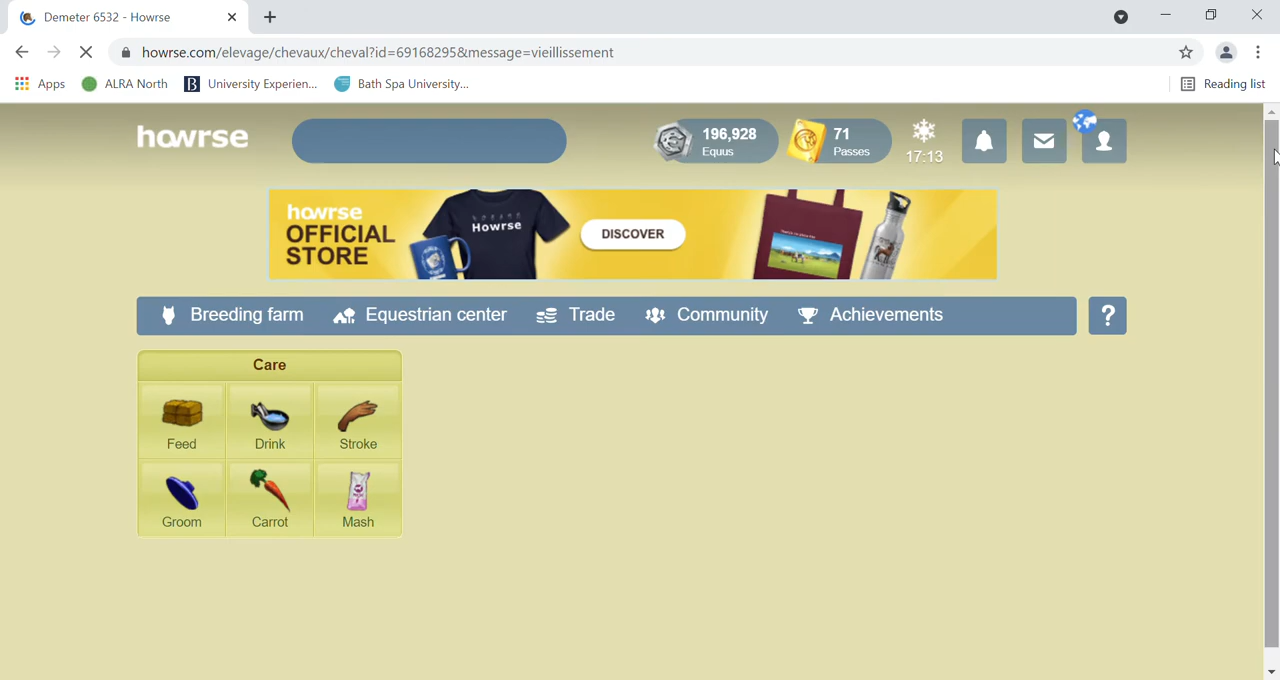 Demeter 6532 - Howrse
howrse.com/elevage/chevaux/cheval?id=69168295&message=vieillissement
Apps
ALRA North
B
University Experien...
Bath Spa University...
Reading list
howrse
196,928
Equus
71
Passes
17:13
howrse
OFFICIAL
STORE
Howrse
DISCOVER
Breeding farm
Equestrian center
Trade
Community
Achievements
?
Care
Feed
Drink
Stroke
Groom
Carrot
Mash